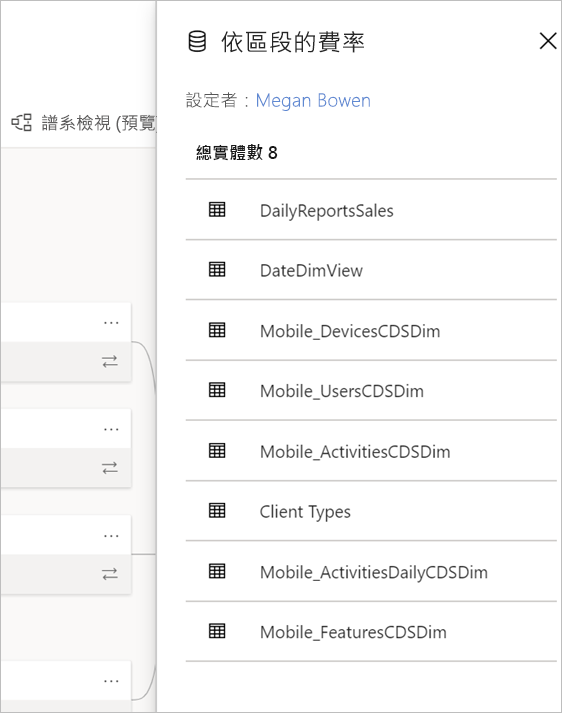 依區段的費率
設定者：Megan Bowen
譜系檢視 (預覽)
總實體數 8
DailyReportsSales
DateDimView
Mobile_DevicesCDSDim
Mobile_UsersCDSDim
Mobile_ActivitiesCDSDim
Client Types
Mobile_ActivitiesDailyCDSDim
Mobile_FeaturesCDSDim